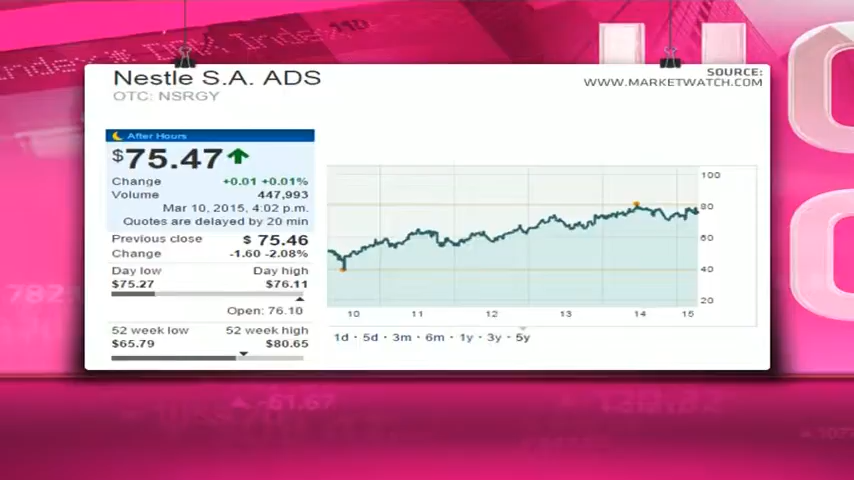 Nestle S.A. ADS
OTC: NSRGY
SOURCE:
WWW.MARKETWATCH.COM
After Hours
$75.47
Change +0.01 +0.01%
Volume 447,993
Mar 10, 2015, 4:02 p.m.
Quotes are delayed by 20 min
Previous close $ 75.46
Change -1.60 -2.08%
Day low Day high
$75.27 $76.11
Open: 76.10
52 week low 52 week high
$65.79 $80.65
100
80
60
40
20
10 11 12 13 14 15
1d · 5d · 3m · 6m · 1y · 3y · 5y
-81.67